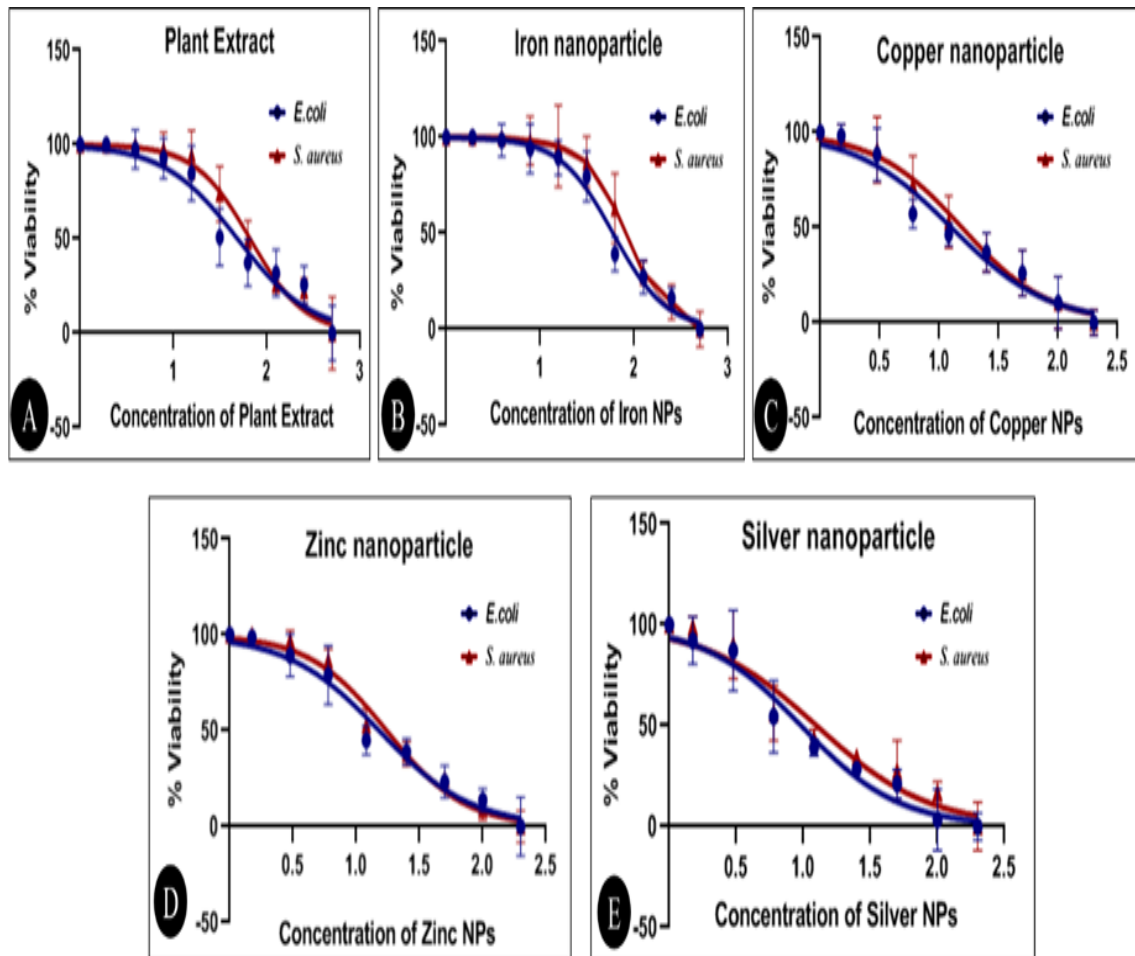 Plant Extract
150
100
50
0
-50
1
2
3
% Viability
E.coli
S. aureus
Concentration of Plant Extract
A
Iron nanoparticle
150
100
50
0
-50
1
2
3
% Viability
E.coli
S. aureus
Concentration of Iron NPs
B
Copper nanoparticle
150
100
50
0
-50
0.5
1.0
1.5
2.0
2.5
% Viability
E.coli
S. aureus
Concentration of Copper NPs
C
Zinc nanoparticle
150
100
50
0
-50
0.5
1.0
1.5
2.0
2.5
% Viability
E.coli
S. aureus
Concentration of Zinc NPs
D
Silver nanoparticle
150
100
50
0
-50
0.5
1.0
1.5
2.0
2.5
% Viability
E.coli
S. aureus
Concentration of Silver NPs
E